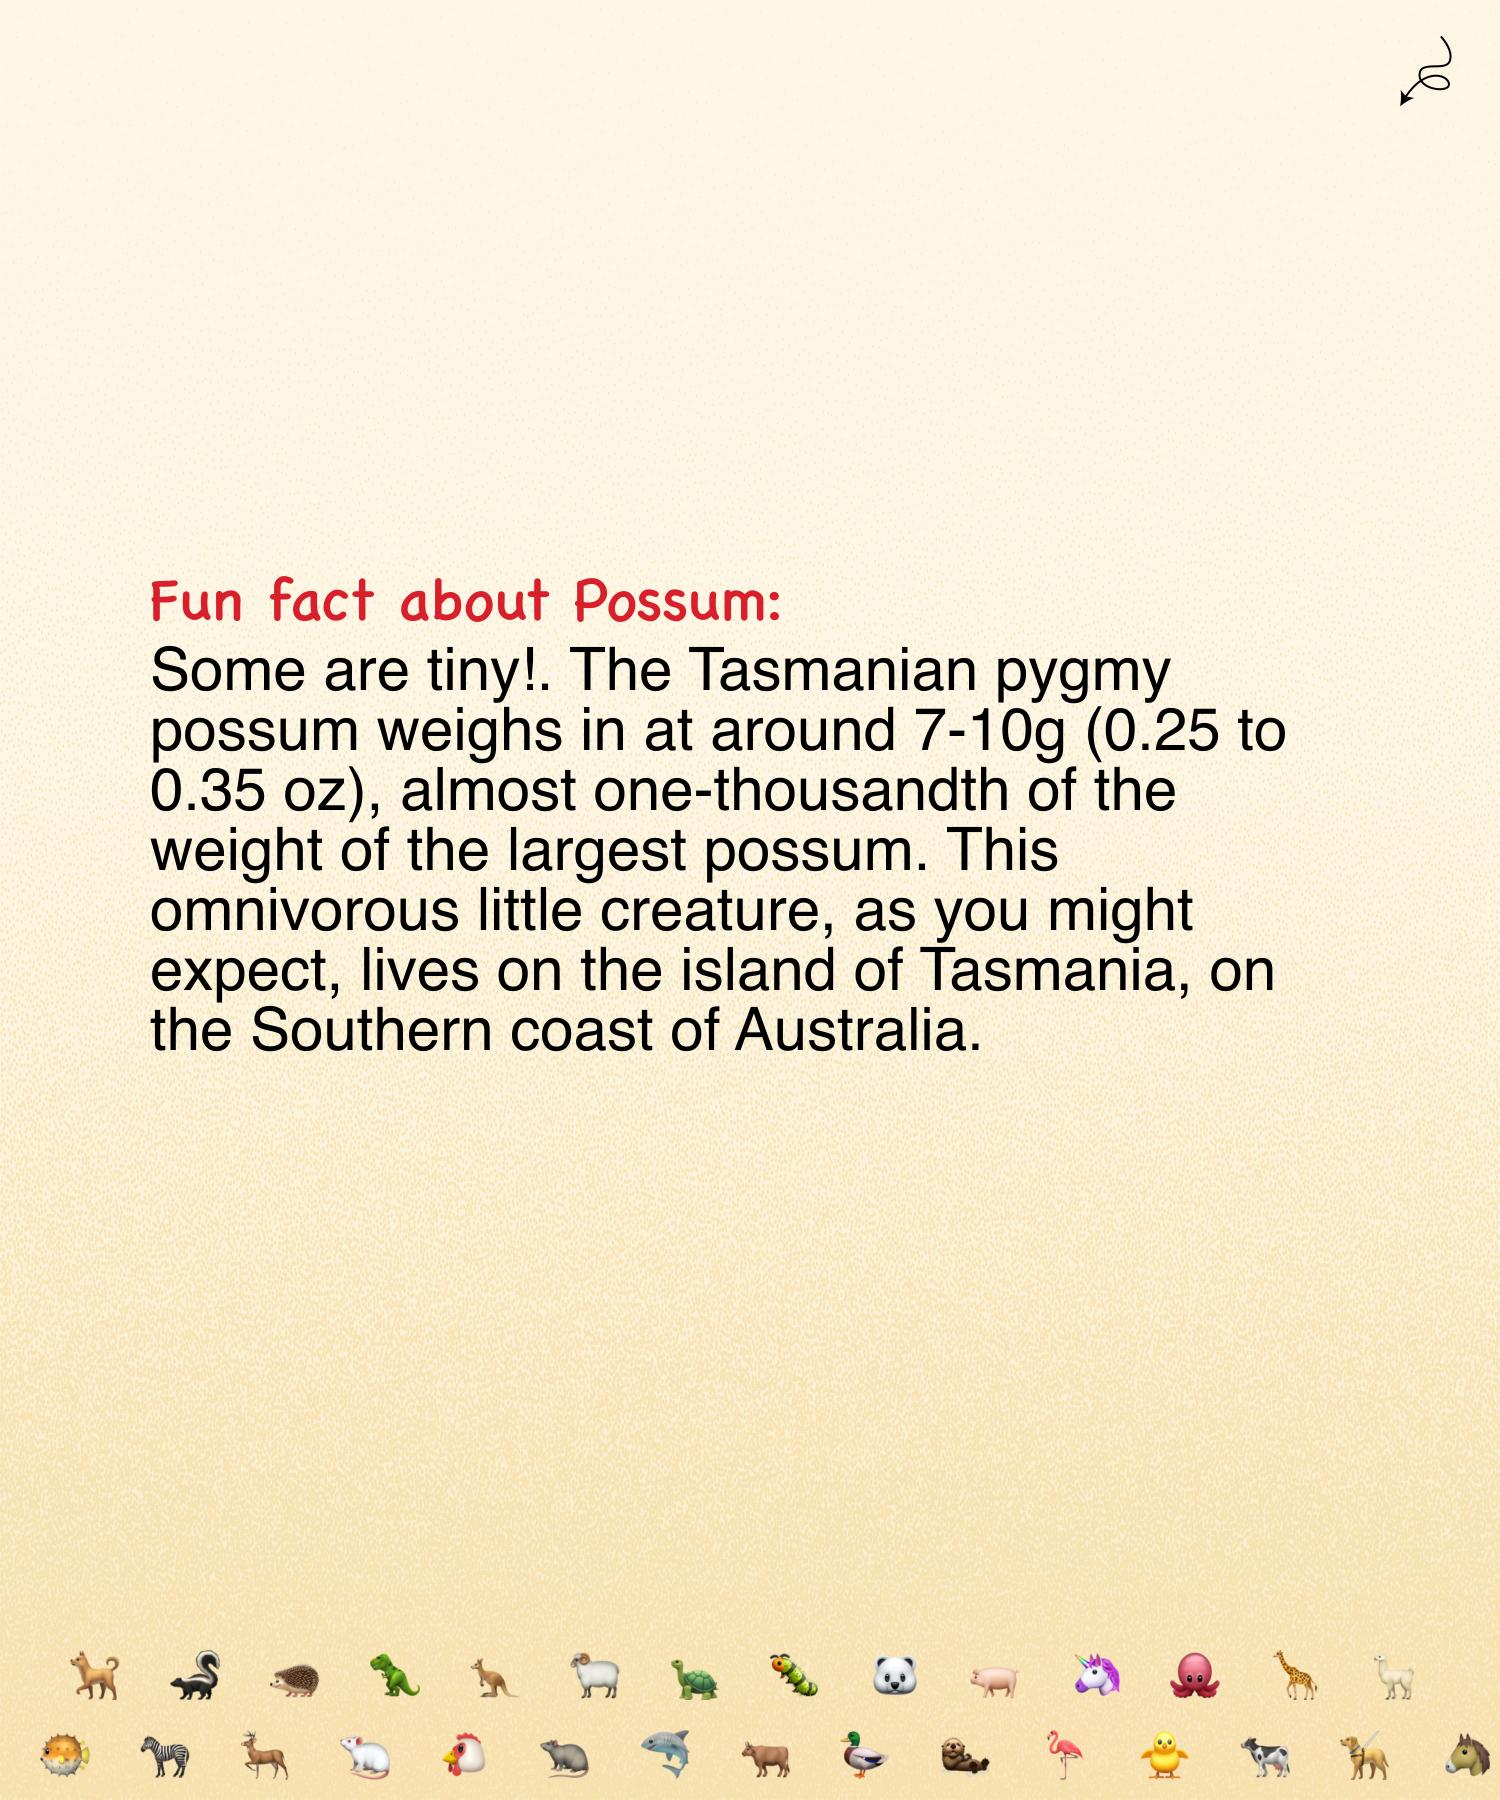 Fun fact about Possum:
Some are tiny!. The Tasmanian pygmy
possum weighs in at around 7-10g (0.25 to
0.35 oz), almost one-thousandth of the
weight of the largest possum. This
omnivorous little creature, as you might
expect, lives on the island of Tasmania, on
the Southern coast of Australia.